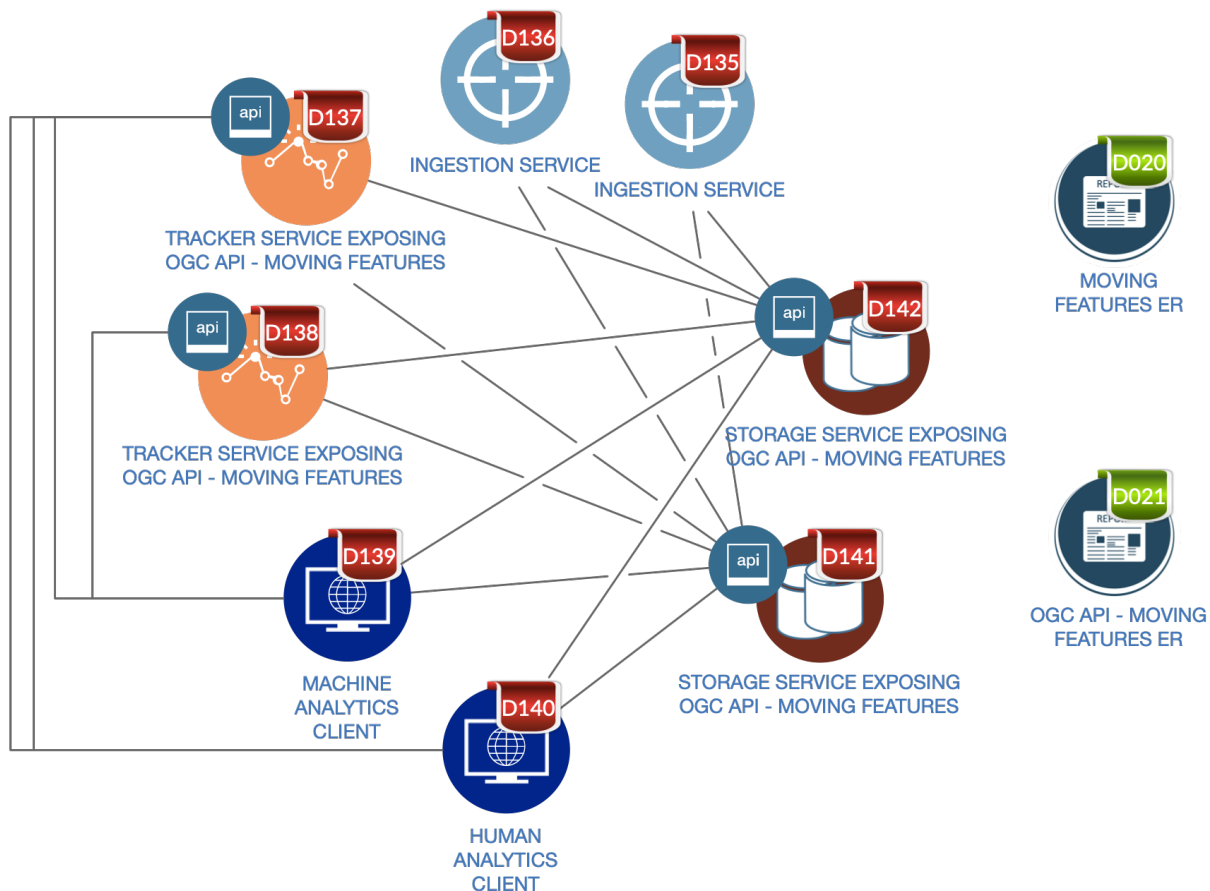 D136
INGESTION SERVICE
D135
INGESTION SERVICE
api
D137
TRACKER SERVICE EXPOSING
OGC API - MOVING FEATURES
D020
MOVING
FEATURES ER
api
D138
TRACKER SERVICE EXPOSING
OGC API - MOVING FEATURES
api
D142
STORAGE SERVICE EXPOSING
OGC API - MOVING FEATURES
D021
OGC API - MOVING
FEATURES ER
D139
MACHINE
ANALYTICS
CLIENT
api
D141
STORAGE SERVICE EXPOSING
OGC API - MOVING FEATURES
D140
HUMAN
ANALYTICS
CLIENT